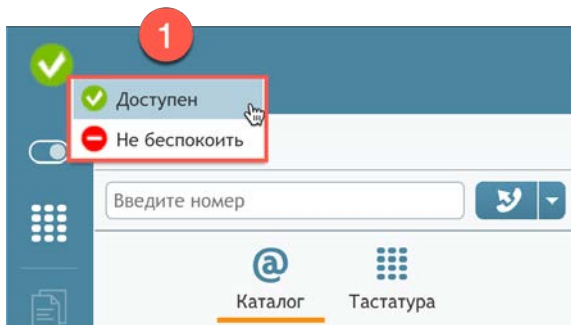 1
Доступен
Не беспокоить
Введите номер
@
Каталог
Тастатура